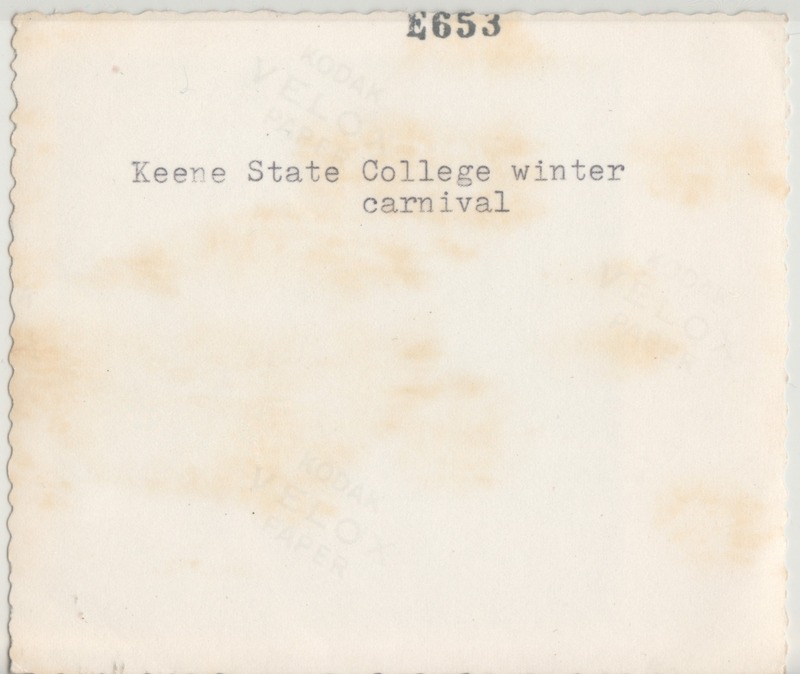 E653
KODAK
VELOX
PAPER
Keene State College winter
carnival
KODAK
VELOX
PAPER
KODAK
VELOX
PAPER